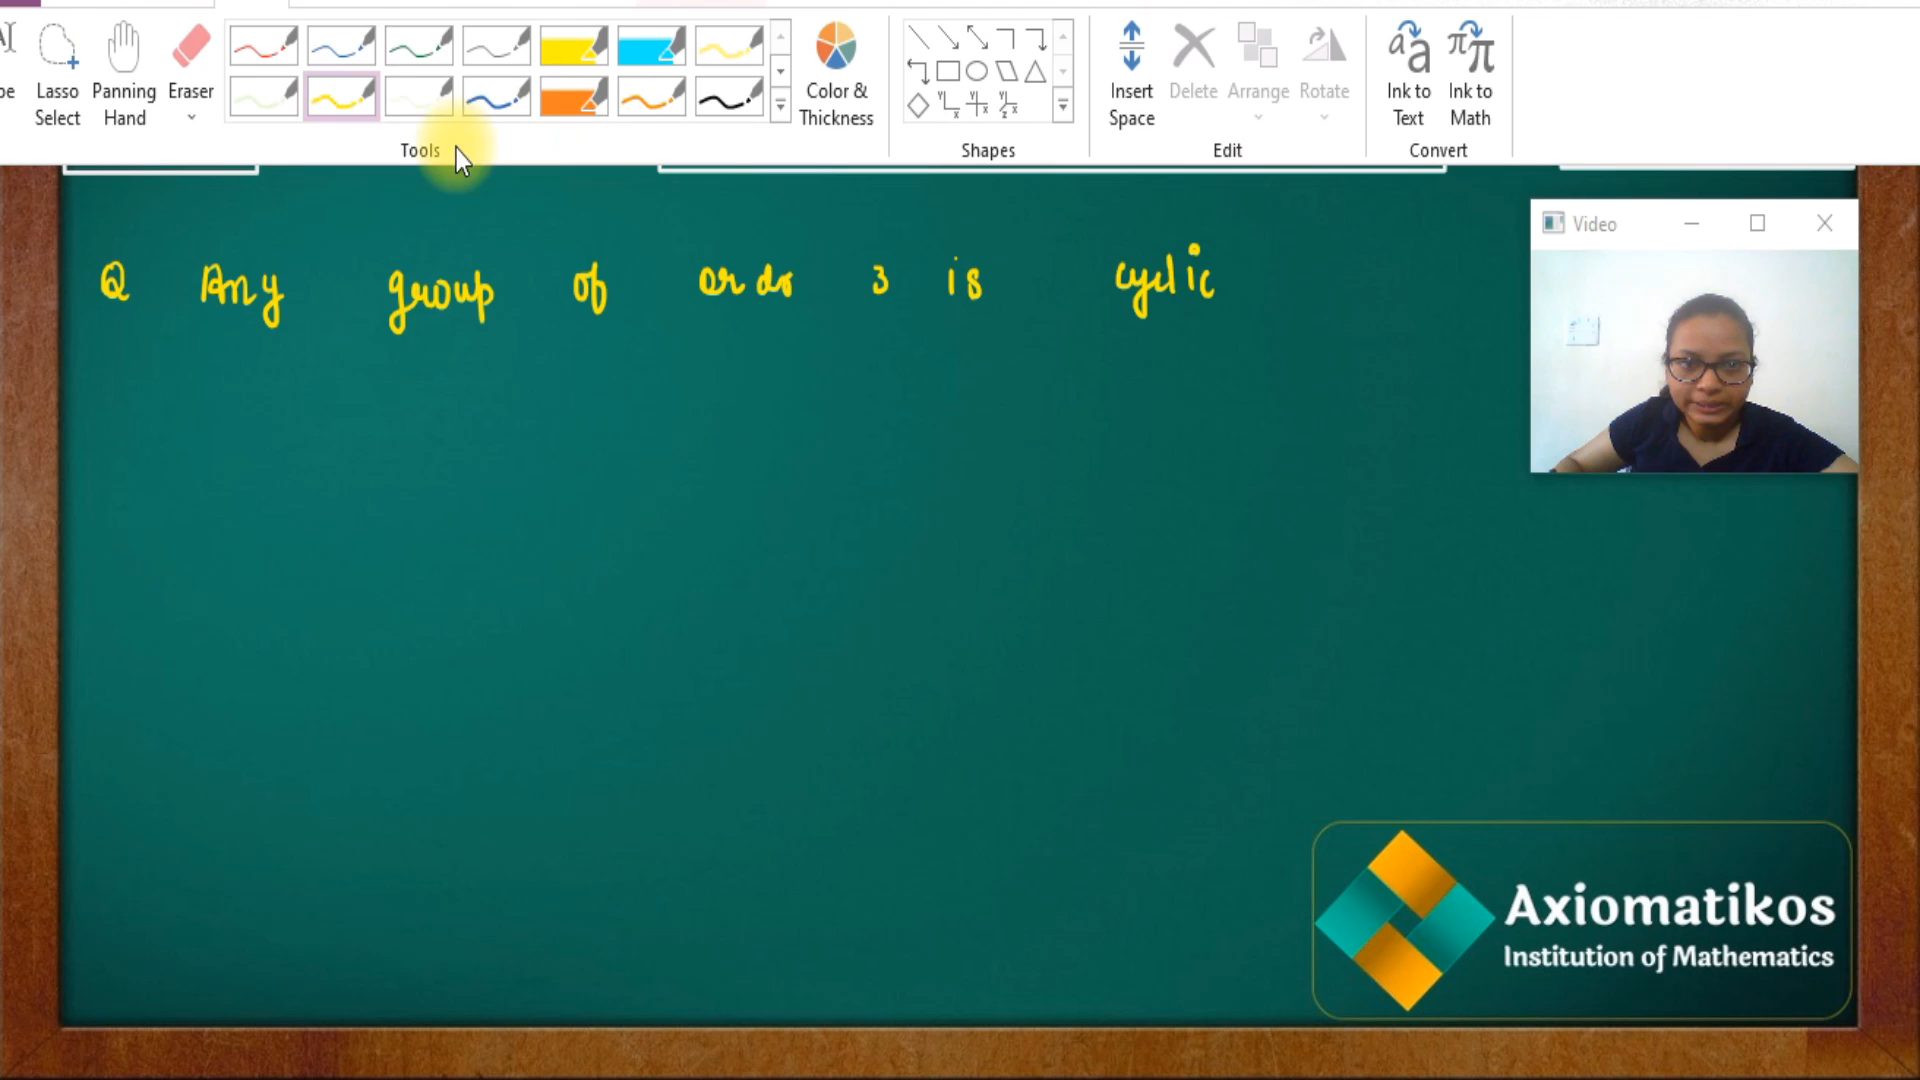 Lasso Select
Panning Hand
Eraser
Color & Thickness
Tools
Shapes
Insert Space
Delete
Arrange
Rotate
Edit
Ink to Text
Ink to Math
Convert
Video
Q Any group of order 3 is cyclic
Axiomatikos
Institution of Mathematics